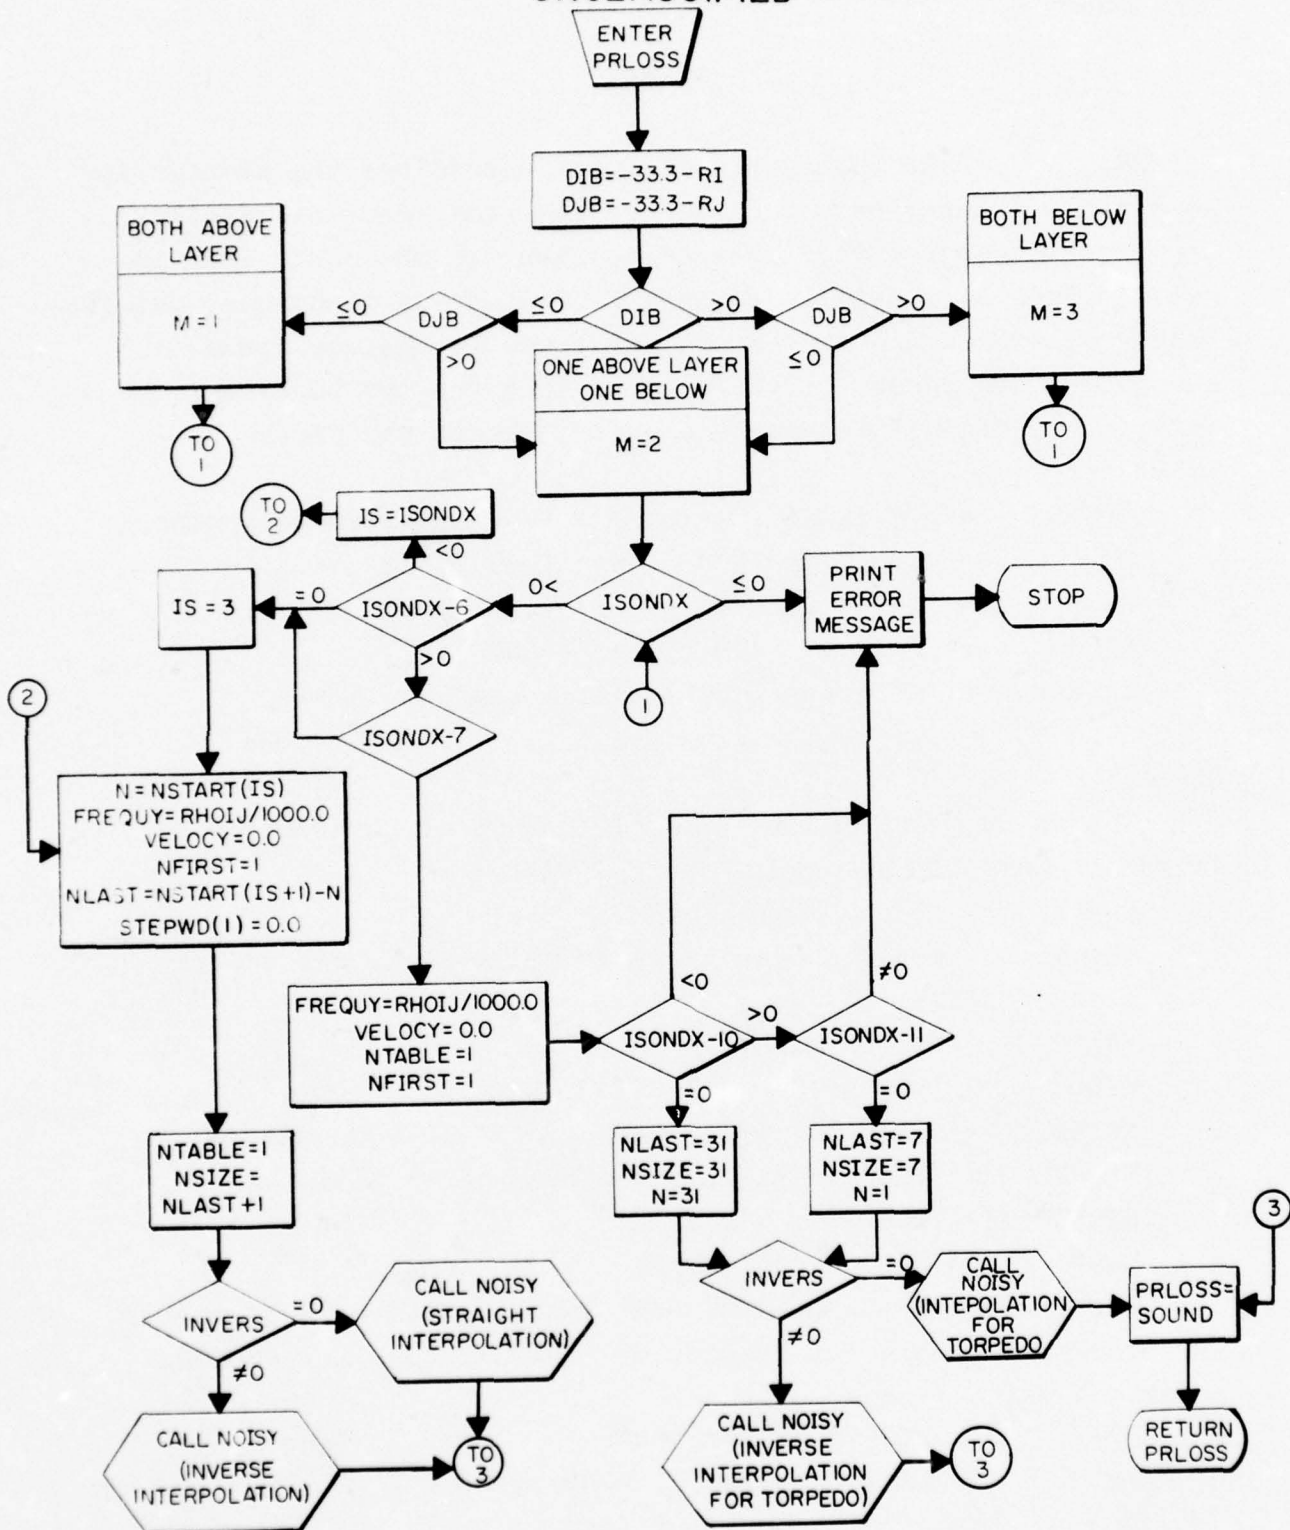 ENTER
PRLOSS
DIB=-33.3-RI
DJB=-33.3-RJ
BOTH ABOVE
LAYER
M=1
BOTH BELOW
LAYER
M=3
≤0
DJB
≤0
DIB
>0
DJB
>0
>0
≤0
ONE ABOVE LAYER
ONE BELOW
M=2
TO
1
TO
1
TO
2
IS=ISONDX
<0
IS=3
=0
ISONDX-6
0<
ISONDX
≤0
PRINT
ERROR
MESSAGE
STOP
>0
1
2
ISONDX-7
N=NSTART(IS)
FREQUY=RHOIJ/1000.0
VELOCY=0.0
NFIRST=1
NLAST=NSTART(IS+1)-N
STEPWD(1)=0.0
FREQUY=RHOIJ/1000.0
VELOCY=0.0
NTABLE=1
NFIRST=1
<0
ISONDX-10
>0
≠0
ISONDX-11
=0
=0
NTABLE=1
NSIZE=
NLAST+1
NLAST=31
NSIZE=31
N=31
NLAST=7
NSIZE=7
N=1
3
INVERS
=0
CALL NOISY
(STRAIGHT
INTERPOLATION)
INVERS
=0
CALL
NOISY
(INTEPOLATION
FOR
TORPEDO
PRLOSS=
SOUND
≠0
≠0
CALL NOISY
(INVERSE
INTERPOLATION)
TO
3
CALL NOISY
(INVERSE
INTERPOLATION
FOR TORPEDO)
TO
3
RETURN
PRLOSS